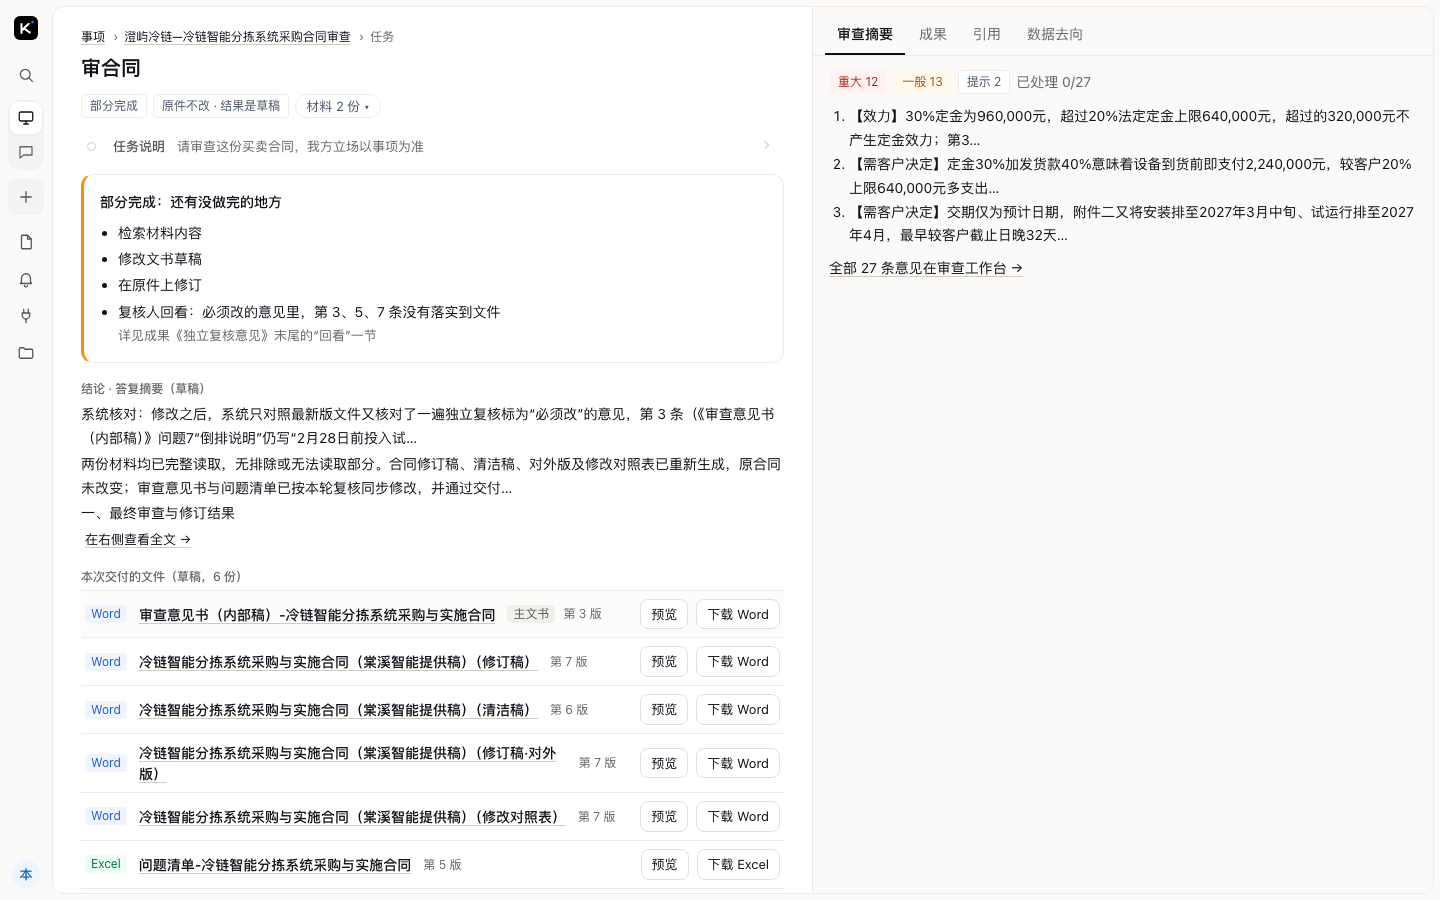 事项 › 澄屿冷链—冷链智能分拣系统采购合同审查 › 任务
审合同
部分完成 原件不改 · 结果是草稿 材料 2 份 ▾
任务说明 请审查这份买卖合同，我方立场以事项为准
部分完成：还有没做完的地方
• 检索材料内容
• 修改文书草稿
• 在原件上修订
• 复核人回看：必须改的意见里，第 3、5、7 条没有落实到文件
详见成果《独立复核意见》末尾的“回看”一节
结论 · 答复摘要（草稿）
系统核对：修改之后，系统只对照最新版文件又核对了一遍独立复核标为“必须改”的意见，第 3 条（《审查意见书
（内部稿）》问题7“倒排说明”仍写“2月28日前投入试...
两份材料均已完整读取，无排除或无法读取部分。合同修订稿、清洁稿、对外版及修改对照表已重新生成，原合同
未改变；审查意见书与问题清单已按本轮复核同步修改，并通过交付...
一、最终审查与修订结果
在右侧查看全文 →
本次交付的文件（草稿，6 份）
Word 审查意见书（内部稿）-冷链智能分拣系统采购与实施合同 主文书 第 3 版 预览 下载 Word
Word 冷链智能分拣系统采购与实施合同（棠溪智能提供稿）（修订稿） 第 7 版 预览 下载 Word
Word 冷链智能分拣系统采购与实施合同（棠溪智能提供稿）（清洁稿） 第 6 版 预览 下载 Word
Word 冷链智能分拣系统采购与实施合同（棠溪智能提供稿）（修订稿·对外
版） 第 7 版 预览 下载 Word
Word 冷链智能分拣系统采购与实施合同（棠溪智能提供稿）（修改对照表） 第 7 版 预览 下载 Word
Excel 问题清单-冷链智能分拣系统采购与实施合同 第 5 版 预览 下载 Excel
本
审查摘要 成果 引用 数据去向
重大 12 一般 13 提示 2 已处理 0/27
1. 【效力】30%定金为960,000元，超过20%法定定金上限640,000元，超过的320,000元不
产生定金效力；第3...
2. 【需客户决定】定金30%加发货款40%意味着设备到货前即支付2,240,000元，较客户20%
上限640,000元多支出...
3. 【需客户决定】交期仅为预计日期，附件二又将安装排至2027年3月中旬、试运行排至2027
年4月，最早较客户截止日晚32天...
全部 27 条意见在审查工作台 →